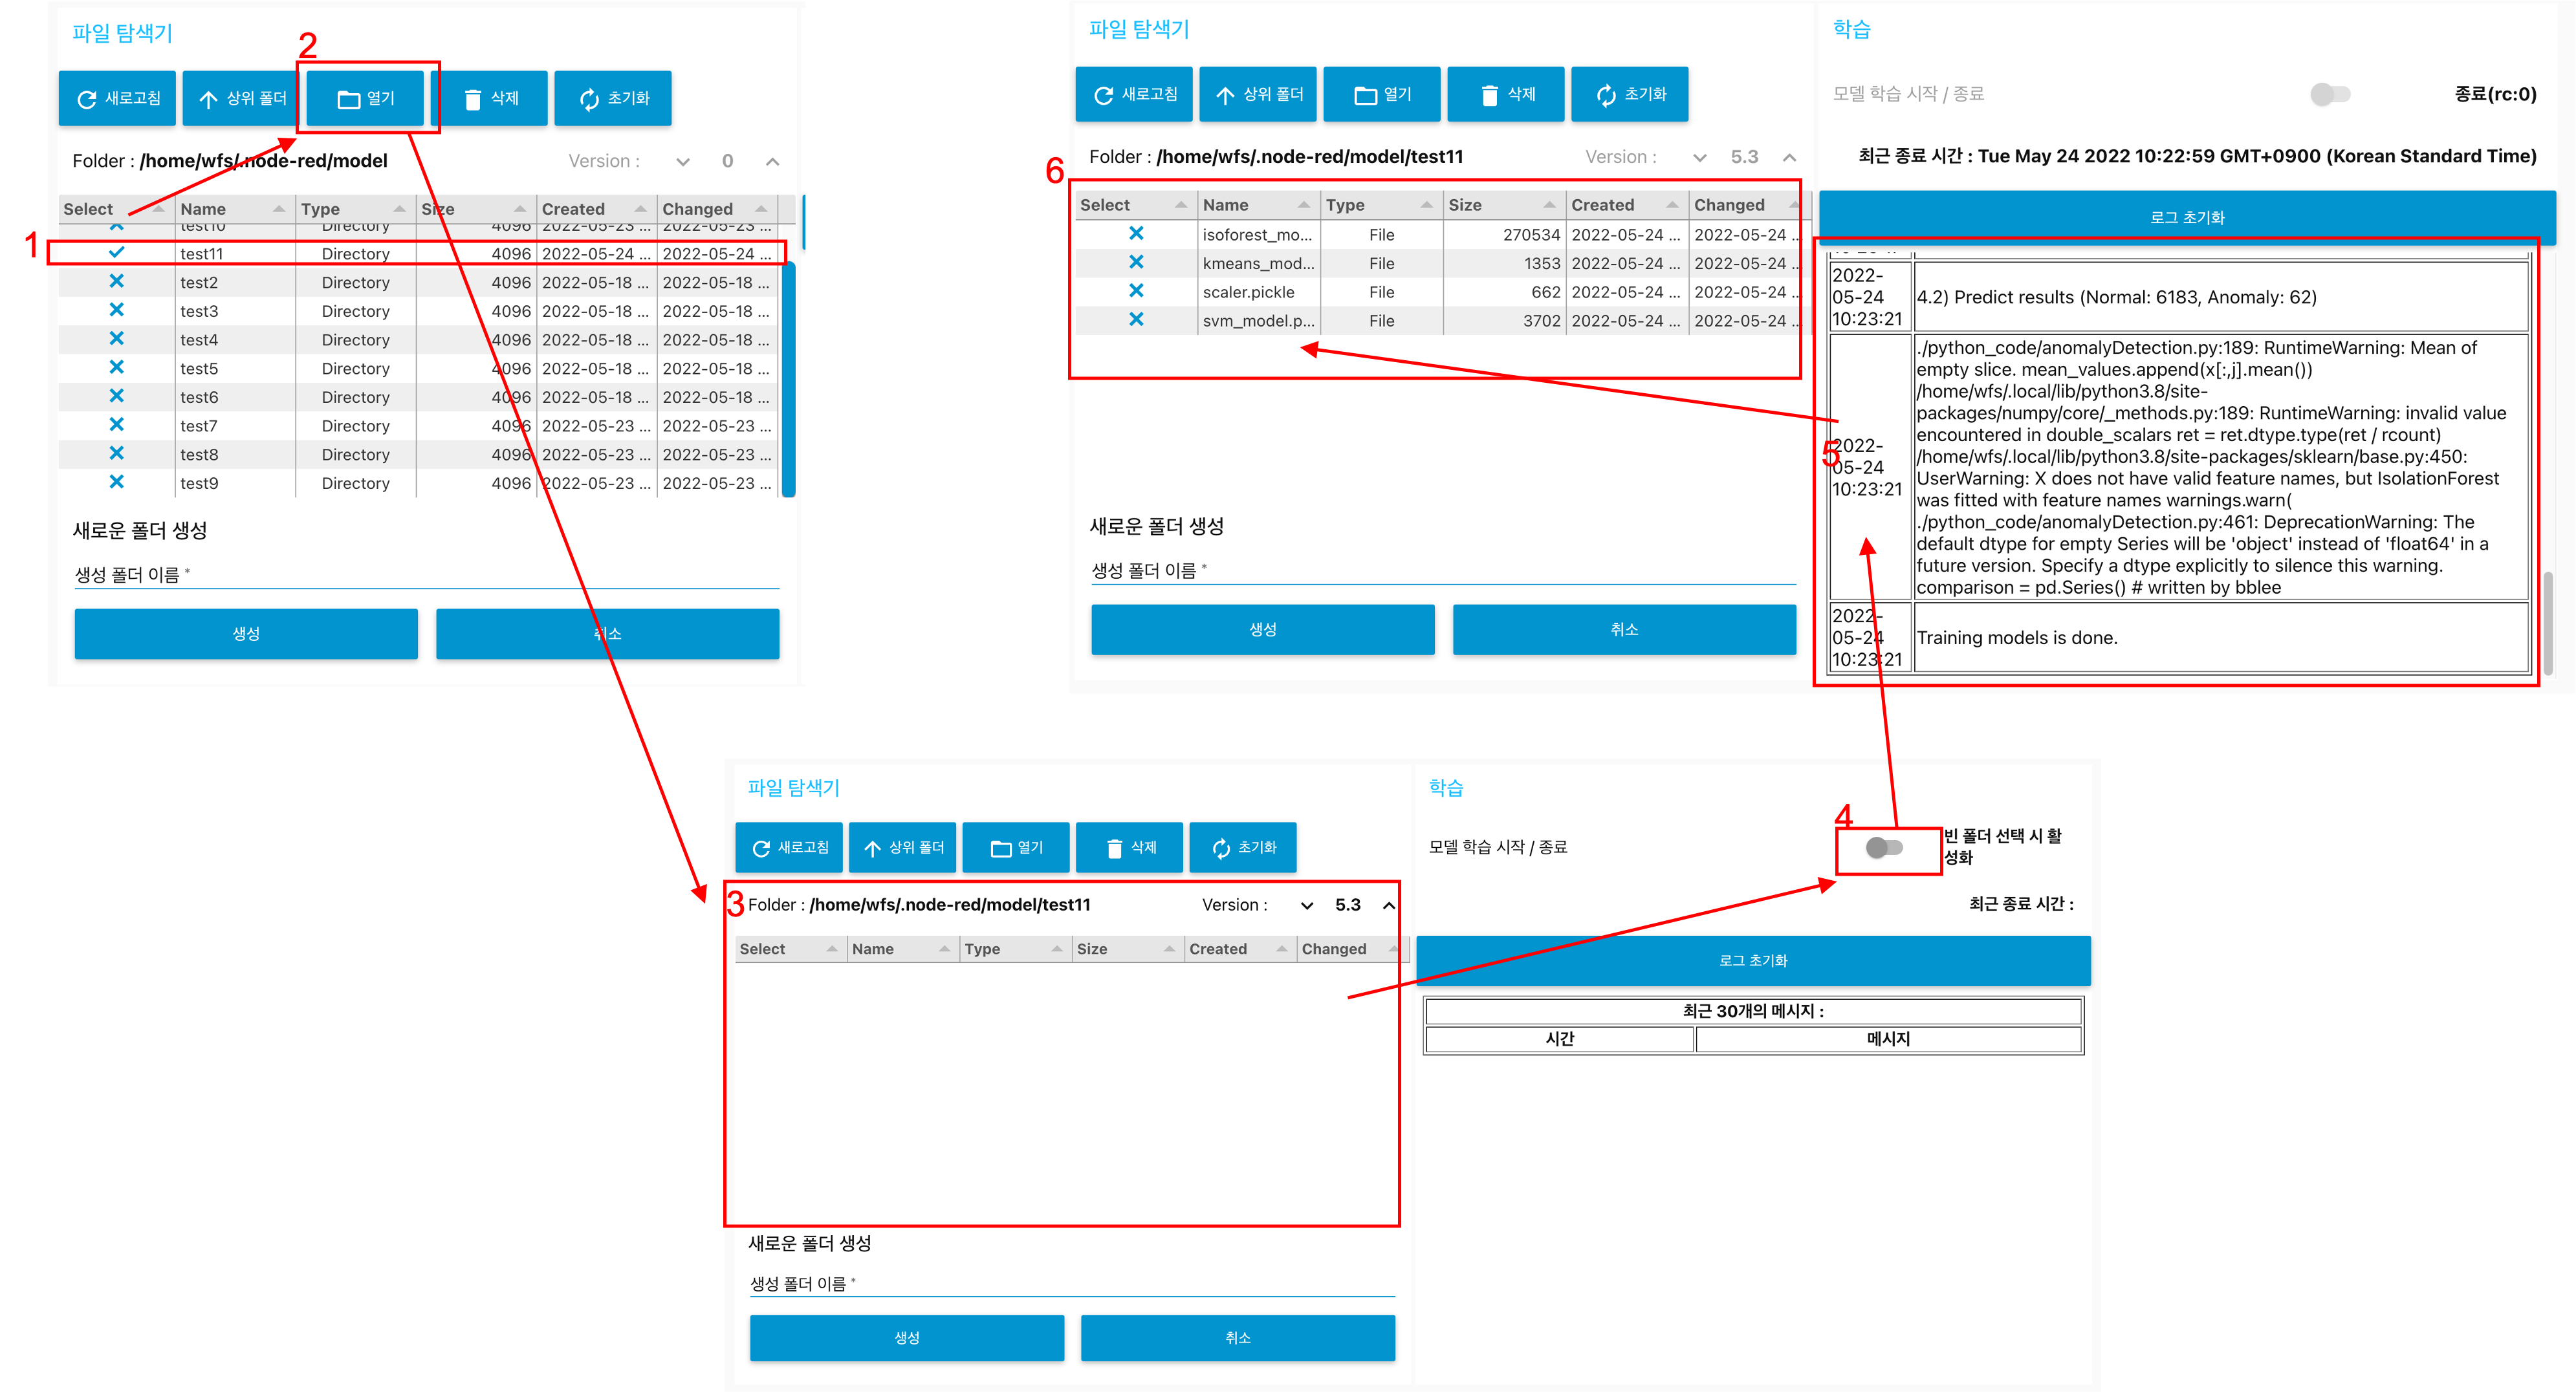 파일 탐색기
2
새로고침 상위 폴더 열기 삭제 초기화
Folder : /home/wfs/.node-red/model Version : 0
Select Name Type Size Created Changed
test10 Directory 4096 2022-05-23 ... 2022-05-23 ...
1
test11 Directory 4096 2022-05-24 ... 2022-05-24 ...
test2 Directory 4096 2022-05-18 ... 2022-05-18 ...
test3 Directory 4096 2022-05-18 ... 2022-05-18 ...
test4 Directory 4096 2022-05-18 ... 2022-05-18 ...
test5 Directory 4096 2022-05-18 ... 2022-05-18 ...
test6 Directory 4096 2022-05-18 ... 2022-05-18 ...
test7 Directory 4096 2022-05-23 ... 2022-05-23 ...
test8 Directory 4096 2022-05-23 ... 2022-05-23 ...
test9 Directory 4096 2022-05-23 ... 2022-05-23 ...
새로운 폴더 생성
생성 폴더 이름 *
생성 취소
파일 탐색기
새로고침 상위 폴더 열기 삭제 초기화
Folder : /home/wfs/.node-red/model/test11 Version : 5.3
6
Select Name Type Size Created Changed
isoforest_mo... File 270534 2022-05-24 ... 2022-05-24 ..
kmeans_mod... File 1353 2022-05-24 ... 2022-05-24 ..
scaler.pickle File 662 2022-05-24 ... 2022-05-24 ..
svm_model.p... File 3702 2022-05-24 ... 2022-05-24 ..
새로운 폴더 생성
생성 폴더 이름 *
생성 취소
학습
모델 학습 시작 / 종료 종료(rc:0)
최근 종료 시간 : Tue May 24 2022 10:22:59 GMT+0900 (Korean Standard Time)
로그 초기화
2022-
05-24
10:23:21
4.2) Predict results (Normal: 6183, Anomaly: 62)
5
2022-
05-24
10:23:21
./python_code/anomalyDetection.py:189: RuntimeWarning: Mean of
empty slice. mean_values.append(x[:,j].mean())
/home/wfs/.local/lib/python3.8/site-
packages/numpy/core/_methods.py:189: RuntimeWarning: invalid value
encountered in double_scalars ret = ret.dtype.type(ret / rcount)
/home/wfs/.local/lib/python3.8/site-packages/sklearn/base.py:450:
UserWarning: X does not have valid feature names, but IsolationForest
was fitted with feature names warnings.warn(
./python_code/anomalyDetection.py:461: DeprecationWarning: The
default dtype for empty Series will be 'object' instead of 'float64' in a
future version. Specify a dtype explicitly to silence this warning.
comparison = pd.Series() # written by bblee
2022-
05-24
10:23:21
Training models is done.
파일 탐색기
새로고침 상위 폴더 열기 삭제 초기화
3
Folder : /home/wfs/.node-red/model/test11 Version : 5.3
Select Name Type Size Created Changed
새로운 폴더 생성
생성 폴더 이름 *
생성 취소
학습
4
모델 학습 시작 / 종료
빈 폴더 선택 시 활
성화
최근 종료 시간 :
로그 초기화
최근 30개의 메시지 :
시간 메시지